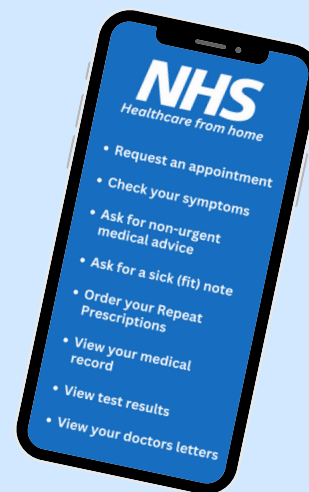 NHS
Healthcare from home
• Request an appointment
• Check your symptoms
• Ask for non-urgent
medical advice
• Ask for a sick (fit) note
• Order your Repeat
Prescriptions
• View your medical
record
• View test results
• View your doctors letters